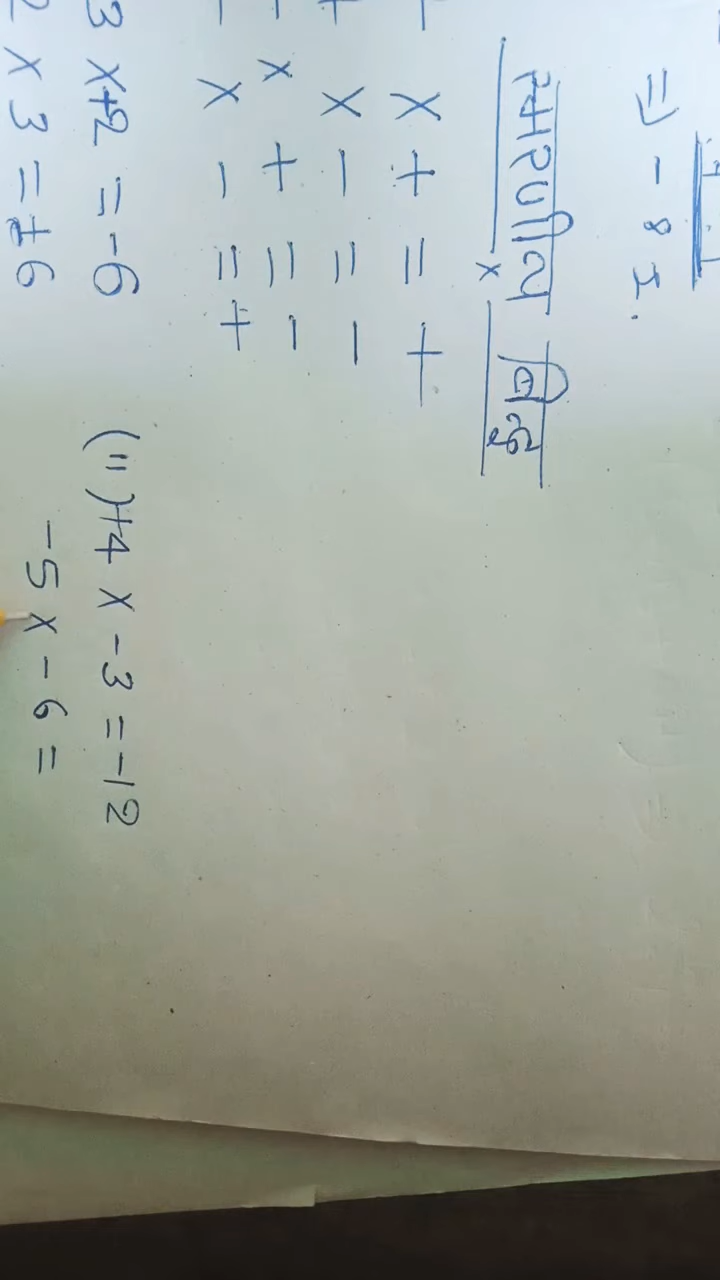 ⇒ - 8 I.
स्मरणीय बिन्दु
x + = +
+ x - = -
- x + = -
- x - = +
3 x +2 = -6 (ii) +4 x -3 = -12
2 x 3 = +6 -5 x -6 =